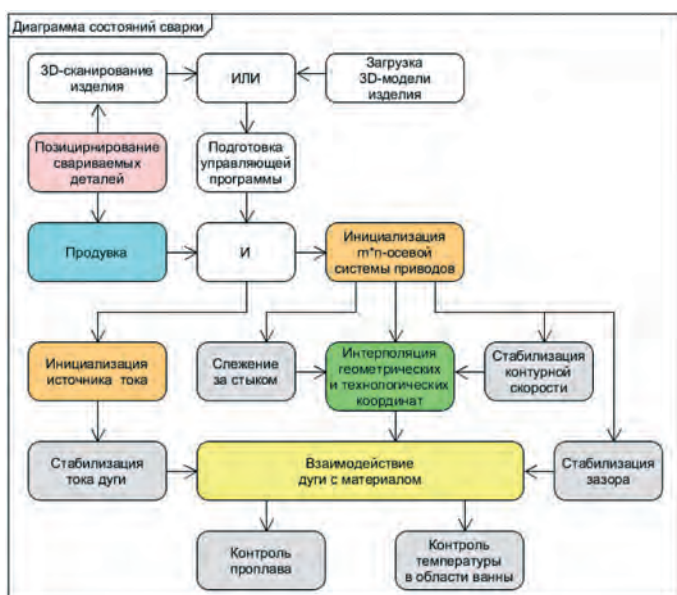 Диаграмма состояний сварки
3D-сканирование
изделия
ИЛИ
Загрузка
3D-модели
изделия
Позицирнирование
свариваемых
деталей
Подготовка
управляющей
программы
Продувка
И
Инициализация
m*n-осевой
системы приводов
Инициализация
источника тока
Слежение
за стыком
Интерполяция
геометрических
и технологических
координат
Стабилизация
контурной
скорости
Стабилизация
тока дуги
Взаимодействие
дуги с материалом
Стабилизация
зазора
Контроль
проплава
Контроль
температуры
в области ванны